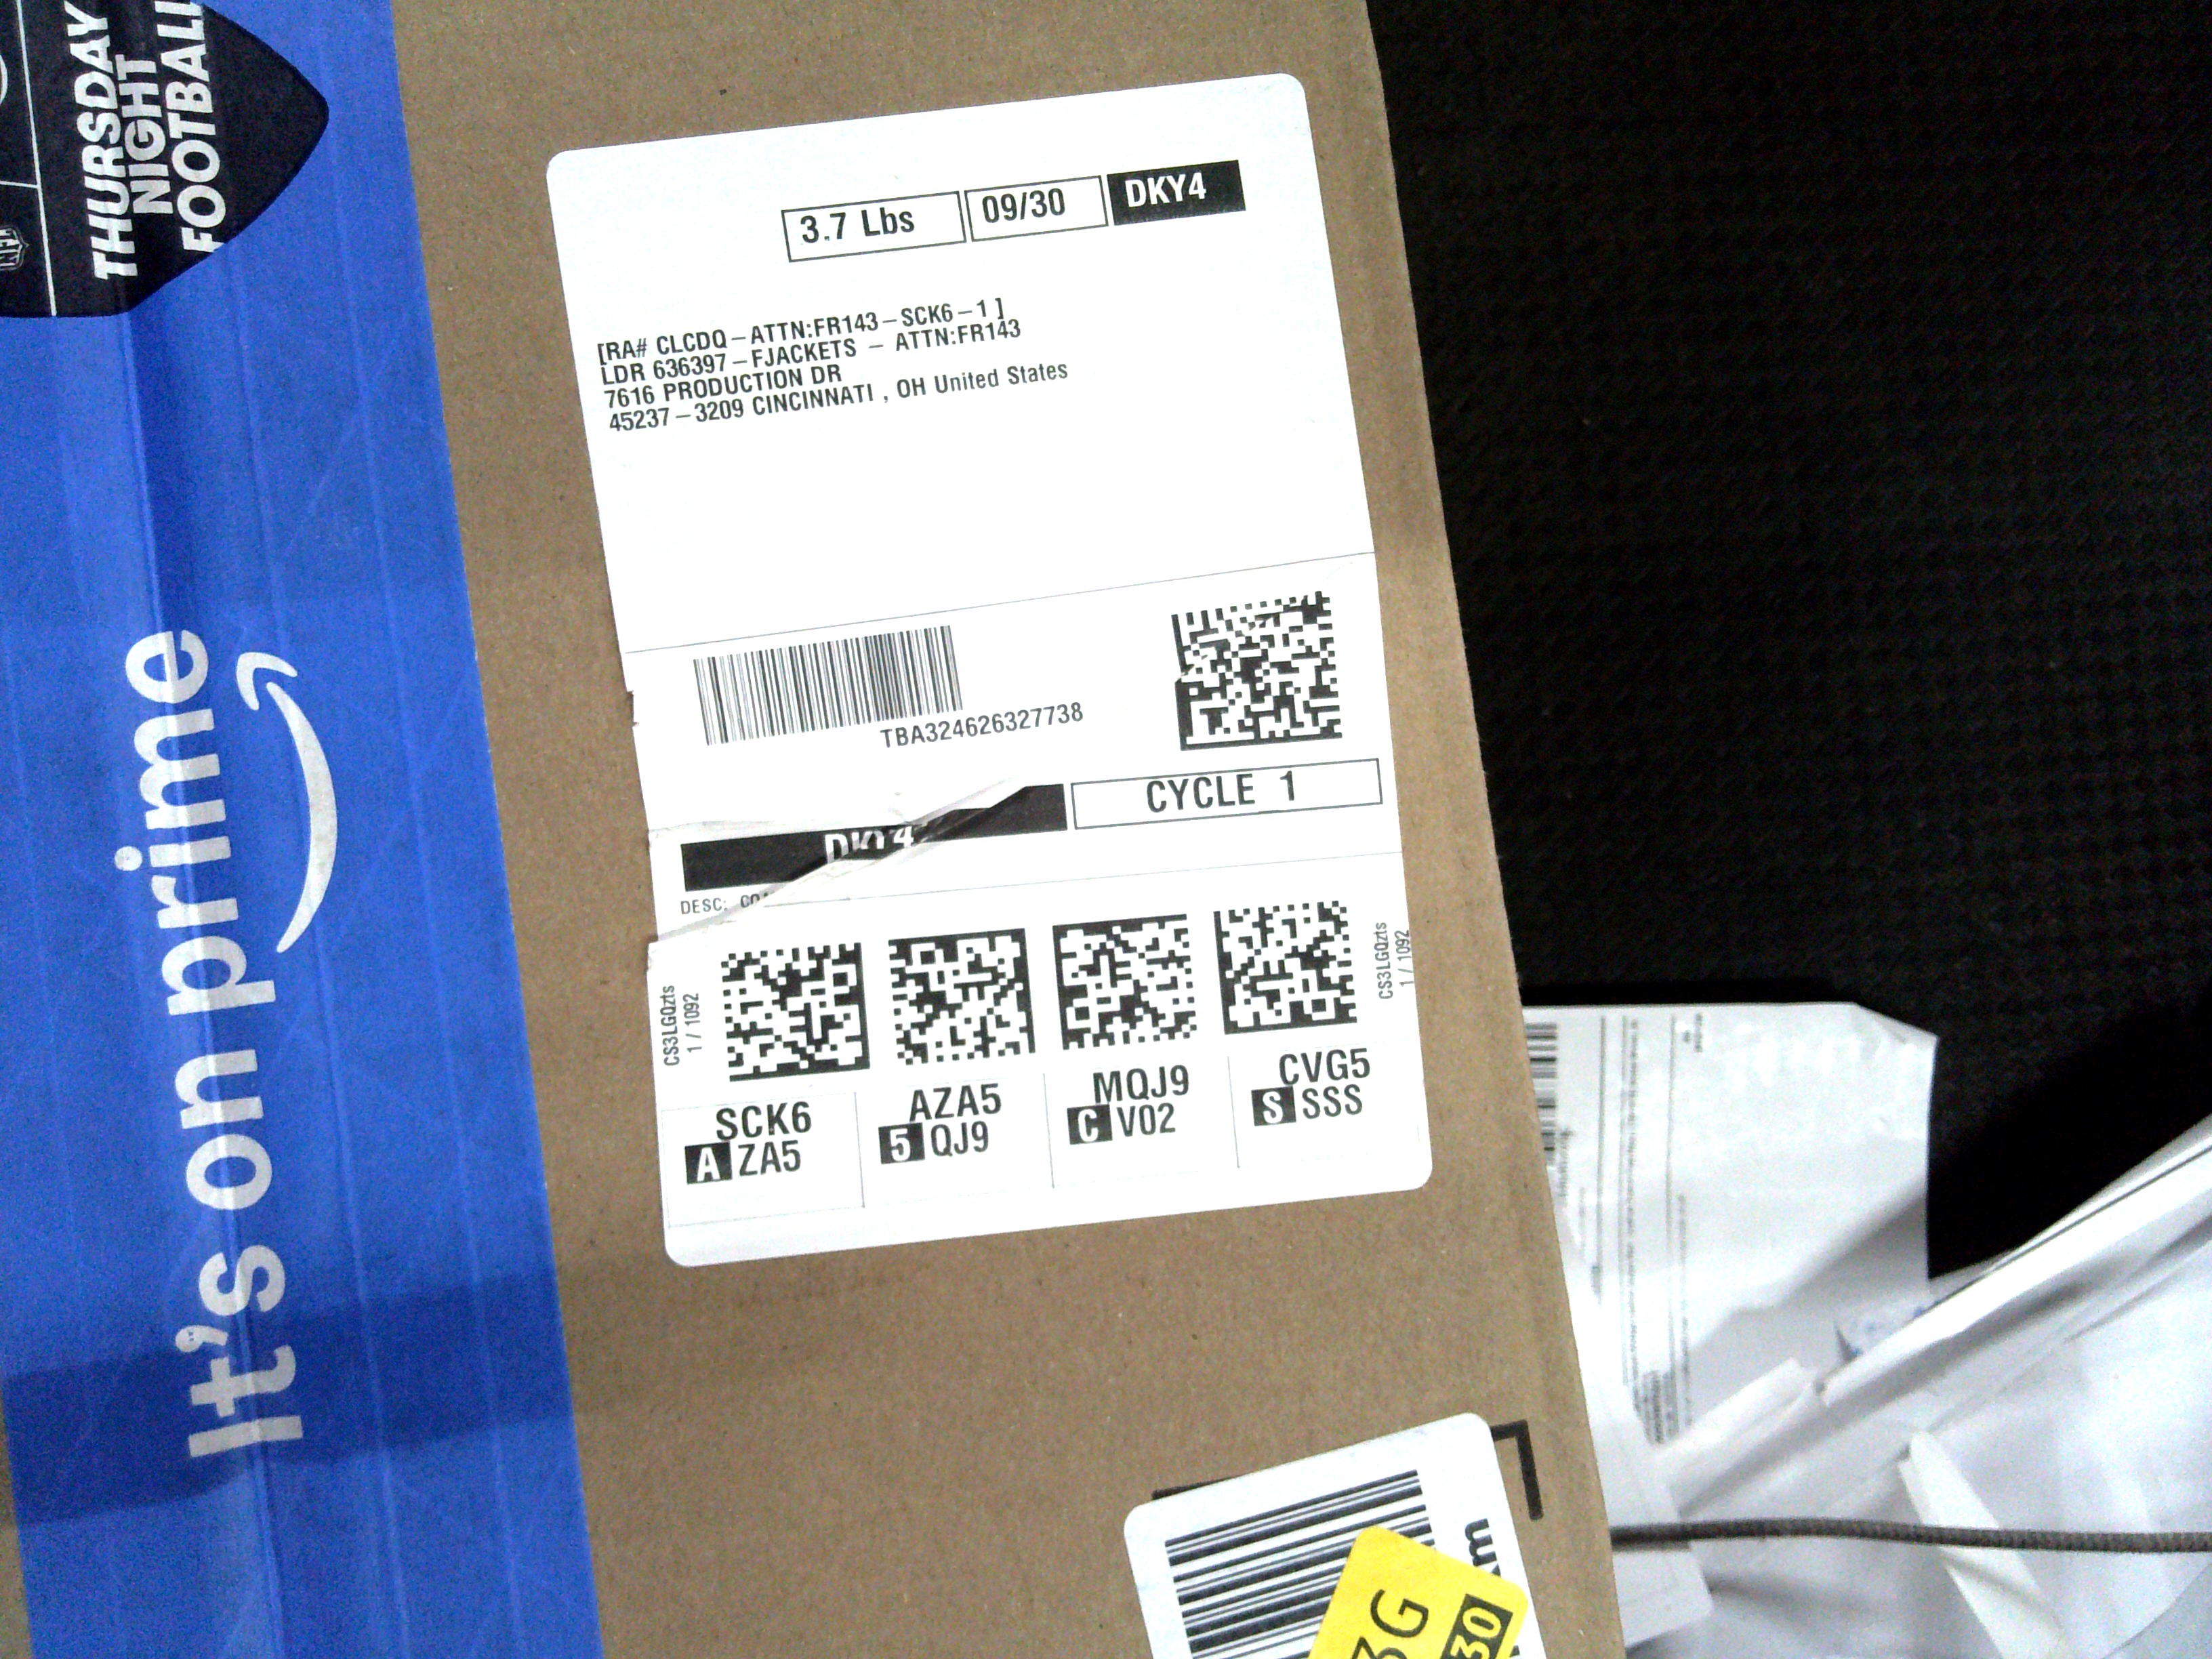 THURSDAY
NIGHT
FOOTBALL
It's on prime
3.7 Lbs
09/30
DKY4
[RA# CLCDQ-ATTN:FR143-SCK6-1 ]
LDR 636397-FJACKETS - ATTN:FR143
7616 PRODUCTION DR
45237-3209 CINCINNATI , OH United States
TBA324626327738
DKY4
CYCLE 1
DESC:
CS3LGQzts
1 / 1092
CS3LGQzts
1 / 1092
SCK6
A ZA5
AZA5
5 QJ9
MQJ9
C V02
CVG5
S SSS